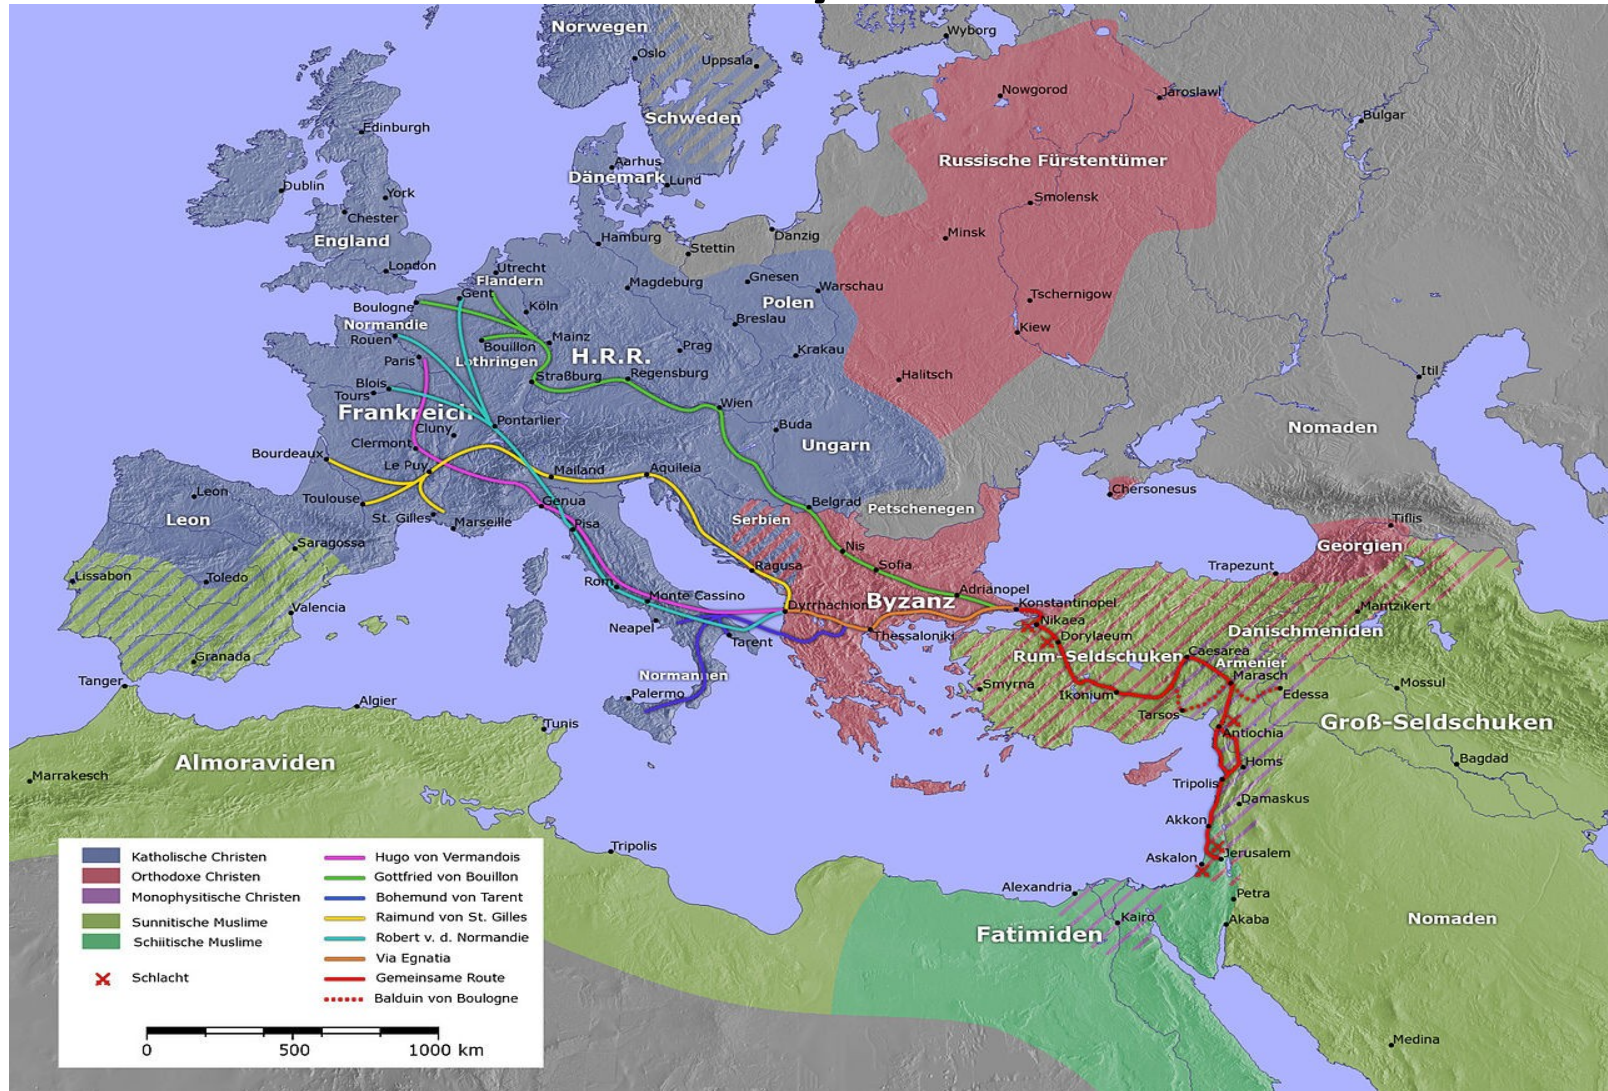 Norwegen
Oslo
Uppsala
Wyborg
Schweden
Nowgorod
Jaroslawl
Bulgar
Edinburgh
Russische Fürstentümer
Aarhus
Dänemark
Lund
Dublin
York
Smolensk
Chester
England
Hamburg
Danzig
Minsk
Stettin
London
Utrecht
Flandern
Magdeburg
Gnesen
Warschau
Tschernigow
Gent
Boulogne
Köln
Polen
Normandie
Breslau
Kiew
Rouen
Mainz
Bouillon
Prag
Krakau
Paris
Lothringen
H.R.R.
Halitsch
Itil
Straßburg
Regensburg
Blois
Tours
Wien
Frankreich
Pontarlier
Buda
Nomaden
Cluny
Clermont
Ungarn
Bourdeaux
Le Puy
Mailand
Aquileia
Leon
Toulouse
Genua
Belgrad
Chersonesus
Leon
St. Gilles
Marseille
Pisa
Serbien
Petschenegen
Tiflis
Saragossa
Nis
Georgien
Lissabon
Toledo
Ragusa
Sofia
Trapezunt
Rom
Monte Cassino
Adrianopel
Valencia
Dyrrhachion
Byzanz
Konstantinopel
Mantzikert
Neapel
Tarent
Thessaloniki
Nikaea
Dorylaeum
Danischmeniden
Granada
Rum-Seldschuken
Caesarea
Armenier
Tanger
Normannen
Smyrna
Marasch
Palermo
Ikonium
Edessa
Mossul
Algier
Tarsos
Tunis
Antiochia
Groß-Seldschuken
Almoraviden
Homs
Bagdad
Marrakesch
Tripolis
Damaskus
Akkon
Tripolis
Askalon
Jerusalem
Alexandria
Petra
Kairo
Akaba
Fatimiden
Nomaden
Medina
Katholische Christen
Orthodoxe Christen
Monophysitische Christen
Sunnitische Muslime
Schiitische Muslime
Schlacht
Hugo von Vermandois
Gottfried von Bouillon
Bohemund von Tarent
Raimund von St. Gilles
Robert v. d. Normandie
Via Egnatia
Gemeinsame Route
Balduin von Boulogne
0 500 1000 km